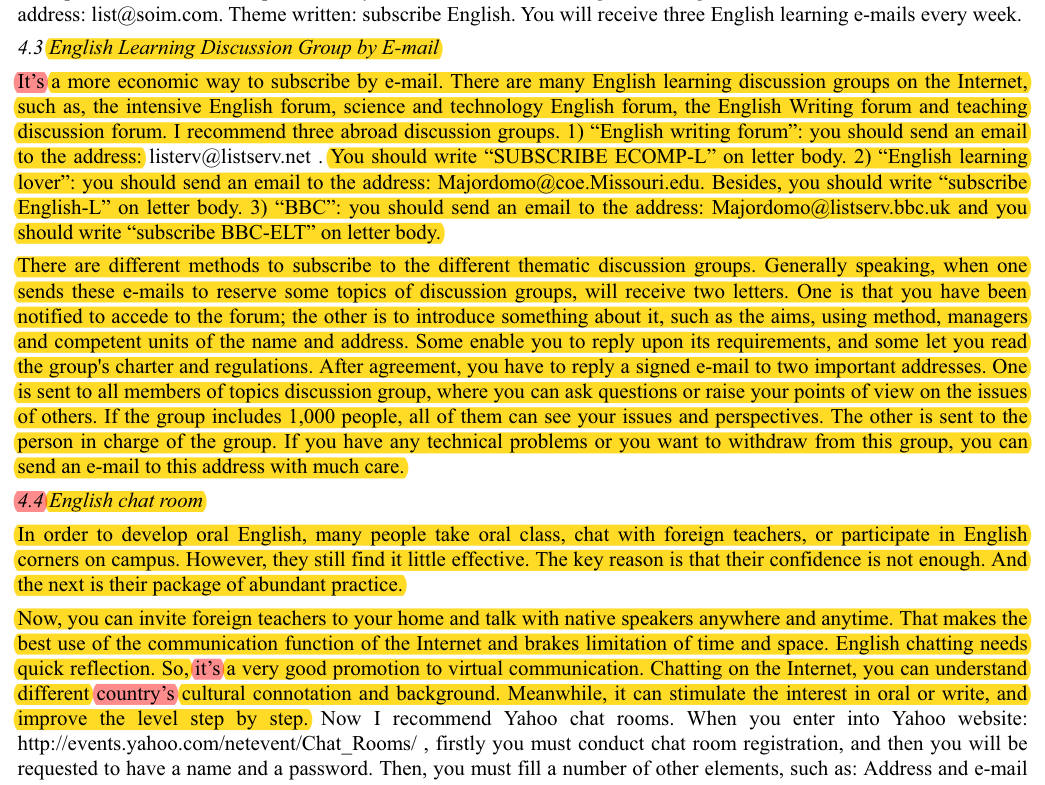 address: list@soim.com. Theme written: subscribe English. You will receive three English learning e-mails every week.
4.3 English Learning Discussion Group by E-mail
It’s a more economic way to subscribe by e-mail. There are many English learning discussion groups on the Internet,
such as, the intensive English forum, science and technology English forum, the English Writing forum and teaching
discussion forum. I recommend three abroad discussion groups. 1) “English writing forum”: you should send an email
to the address: listerv@listserv.net . You should write “SUBSCRIBE ECOMP-L” on letter body. 2) “English learning
lover”: you should send an email to the address: Majordomo@coe.Missouri.edu. Besides, you should write “subscribe
English-L” on letter body. 3) “BBC”: you should send an email to the address: Majordomo@listserv.bbc.uk and you
should write “subscribe BBC-ELT” on letter body.
There are different methods to subscribe to the different thematic discussion groups. Generally speaking, when one
sends these e-mails to reserve some topics of discussion groups, will receive two letters. One is that you have been
notified to accede to the forum; the other is to introduce something about it, such as the aims, using method, managers
and competent units of the name and address. Some enable you to reply upon its requirements, and some let you read
the group's charter and regulations. After agreement, you have to reply a signed e-mail to two important addresses. One
is sent to all members of topics discussion group, where you can ask questions or raise your points of view on the issues
of others. If the group includes 1,000 people, all of them can see your issues and perspectives. The other is sent to the
person in charge of the group. If you have any technical problems or you want to withdraw from this group, you can
send an e-mail to this address with much care.
4.4 English chat room
In order to develop oral English, many people take oral class, chat with foreign teachers, or participate in English
corners on campus. However, they still find it little effective. The key reason is that their confidence is not enough. And
the next is their package of abundant practice.
Now, you can invite foreign teachers to your home and talk with native speakers anywhere and anytime. That makes the
best use of the communication function of the Internet and brakes limitation of time and space. English chatting needs
quick reflection. So, it’s a very good promotion to virtual communication. Chatting on the Internet, you can understand
different country’s cultural connotation and background. Meanwhile, it can stimulate the interest in oral or write, and
improve the level step by step. Now I recommend Yahoo chat rooms. When you enter into Yahoo website:
http://events.yahoo.com/netevent/Chat_Rooms/ , firstly you must conduct chat room registration, and then you will be
requested to have a name and a password. Then, you must fill a number of other elements, such as: Address and e-mail